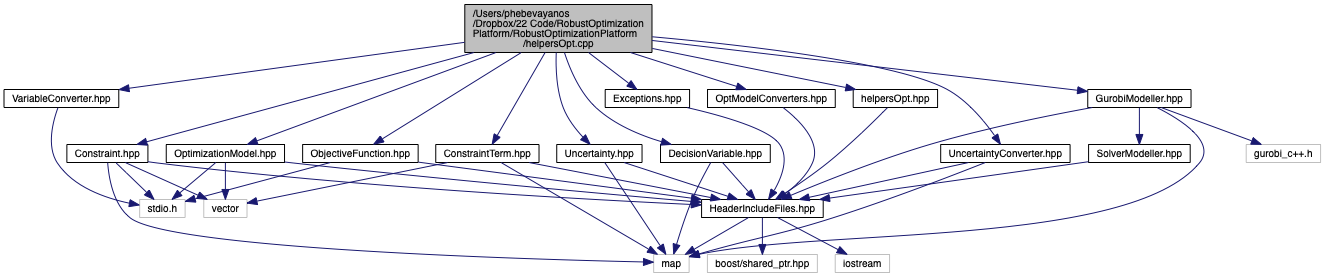 /Users/phebevayanos
/Dropbox/22 Code/RobustOptimization
Platform/RobustOptimizationPlatform
/helpersOpt.cpp
VariableConverter.hpp
Exceptions.hpp
OptModelConverters.hpp
helpersOpt.hpp
GurobiModeller.hpp
Constraint.hpp
OptimizationModel.hpp
ObjectiveFunction.hpp
ConstraintTerm.hpp
Uncertainty.hpp
DecisionVariable.hpp
UncertaintyConverter.hpp
SolverModeller.hpp
gurobi_c++.h
stdio.h
vector
HeaderIncludeFiles.hpp
map
boost/shared_ptr.hpp
iostream